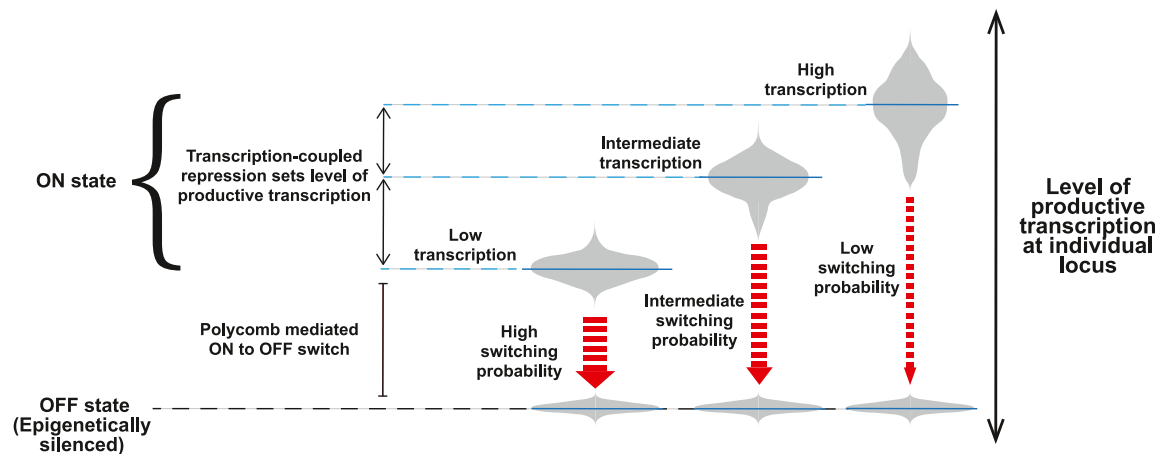 High
transcription
Intermediate
transcription
ON state
Transcription-coupled
repression sets level of
productive transcription
Low
transcription
Level of
productive
transcription
at individual
locus
Low
switching
probability
Intermediate
switching
probability
Polycomb mediated
ON to OFF switch
High
switching
probability
OFF state
(Epigenetically
silenced)